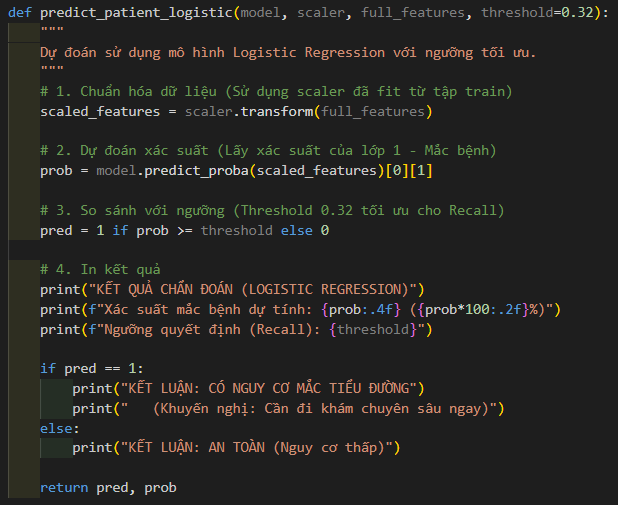 def predict_patient_logistic(model, scaler, full_features, threshold=0.32):
    """
    Dự đoán sử dụng mô hình Logistic Regression với ngưỡng tối ưu.
    """
    # 1. Chuẩn hóa dữ liệu (Sử dụng scaler đã fit từ tập train)
    scaled_features = scaler.transform(full_features)

    # 2. Dự đoán xác suất (Lấy xác suất của lớp 1 - Mắc bệnh)
    prob = model.predict_proba(scaled_features)[0][1]

    # 3. So sánh với ngưỡng (Threshold 0.32 tối ưu cho Recall)
    pred = 1 if prob >= threshold else 0

    # 4. In kết quả
    print("KẾT QUẢ CHẨN ĐOÁN (LOGISTIC REGRESSION)")
    print(f"Xác suất mắc bệnh dự tính: {prob:.4f} ({prob*100:.2f}%)")
    print(f"Ngưỡng quyết định (Recall): {threshold}")

    if pred == 1:
        print("KẾT LUẬN: CÓ NGUY CƠ MẮC TIỂU ĐƯỜNG")
        print("   (Khuyến nghị: Cần đi khám chuyên sâu ngay)")
    else:
        print("KẾT LUẬN: AN TOÀN (Nguy cơ thấp)")

    return pred, prob